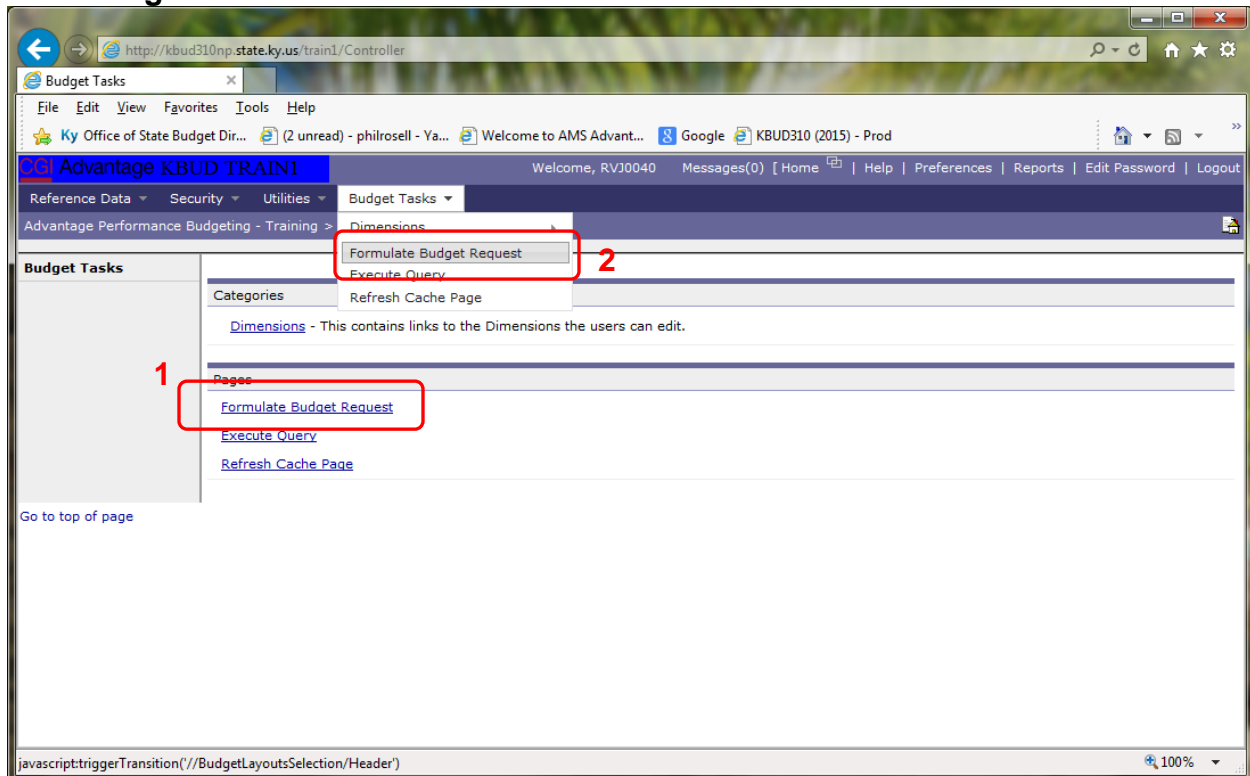 http://kbud310np.state.ky.us/train1/Controller
Budget Tasks
File Edit View Favorites Tools Help
Ky Office of State Budget Dir... (2 unread) - philrosell - Ya... Welcome to AMS Advant... Google KBUD310 (2015) - Prod
CGI Advantage KBUD TRAIN1 Welcome, RVJ0040 Messages(0) [ Home | Help | Preferences | Reports | Edit Password | Logout
Reference Data Security Utilities Budget Tasks
Advantage Performance Budgeting - Training > Dimensions
Formulate Budget Request 2
Budget Tasks
Execute Query
Categories
Refresh Cache Page
Dimensions - This contains links to the Dimensions the users can edit.
1
Pages
Formulate Budget Request
Execute Query
Refresh Cache Page
Go to top of page
javascript:triggerTransition('//BudgetLayoutsSelection/Header') 100%